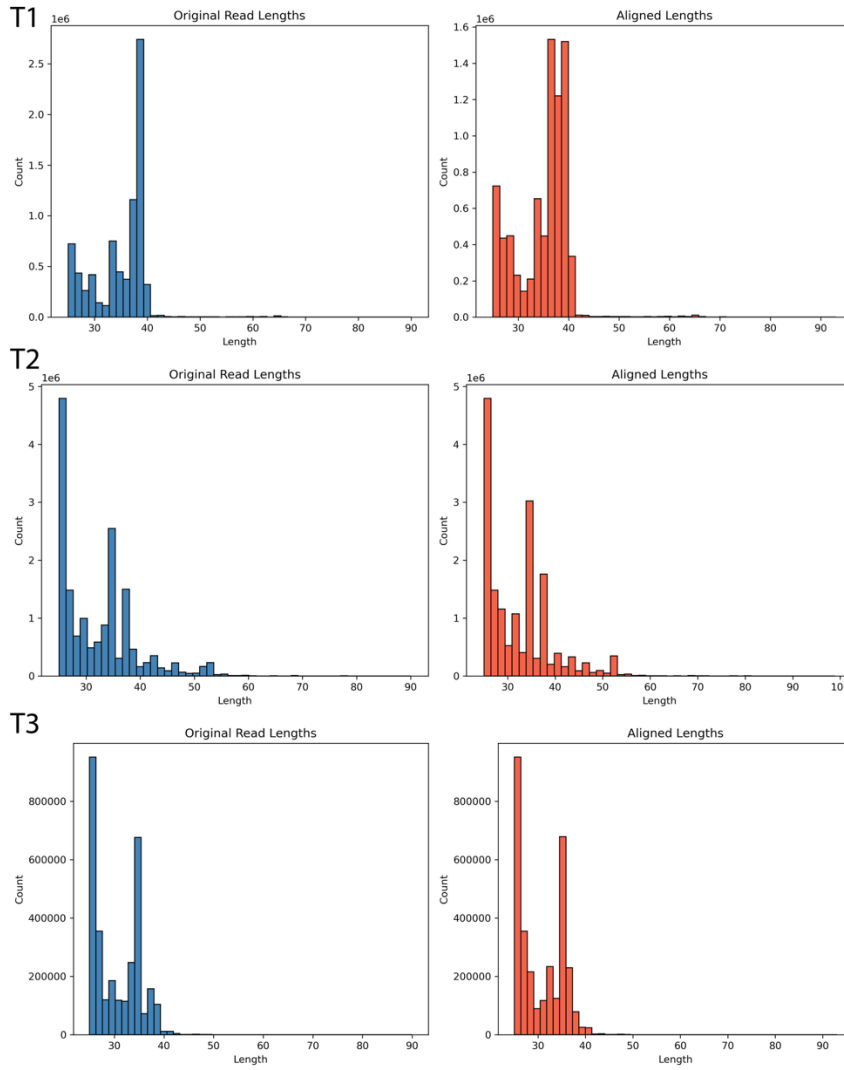 T1
Original Read Lengths
Aligned Lengths
1e6
1e6
2.5
2.0
1.5
1.0
0.5
0.0
Count
30 40 50 60 70 80 90
Length
1.6
1.4
1.2
1.0
0.8
0.6
0.4
0.2
0.0
Count
30 40 50 60 70 80 90
Length
T2
Original Read Lengths
Aligned Lengths
1e6
1e6
5
4
3
2
1
0
Count
30 40 50 60 70 80 90
Length
5
4
3
2
1
0
Count
30 40 50 60 70 80 90
Length
T3
Original Read Lengths
Aligned Lengths
800000
600000
400000
200000
0
Count
30 40 50 60 70 80 90
Length
800000
600000
400000
200000
0
Count
30 40 50 60 70 80 90
Length